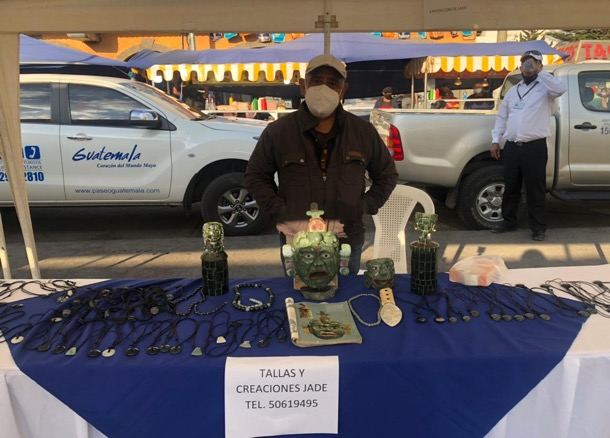 Guatemala
Corazón del Mundo Maya
www.paseoguatemala.com
TALLAS Y
CREACIONES JADE
TEL. 50619495